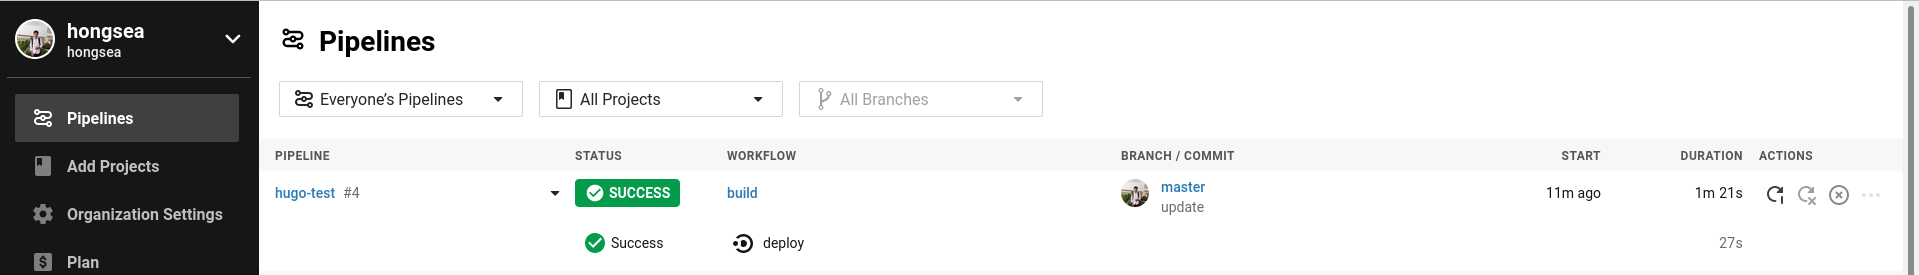 hongsea
hongsea
Pipelines
Add Projects
Organization Settings
Plan
Pipelines
Everyone’s Pipelines All Projects All Branches
PIPELINE STATUS WORKFLOW BRANCH / COMMIT START DURATION ACTIONS
hugo-test #4 SUCCESS build master 11m ago 1m 21s
update
Success deploy 27s